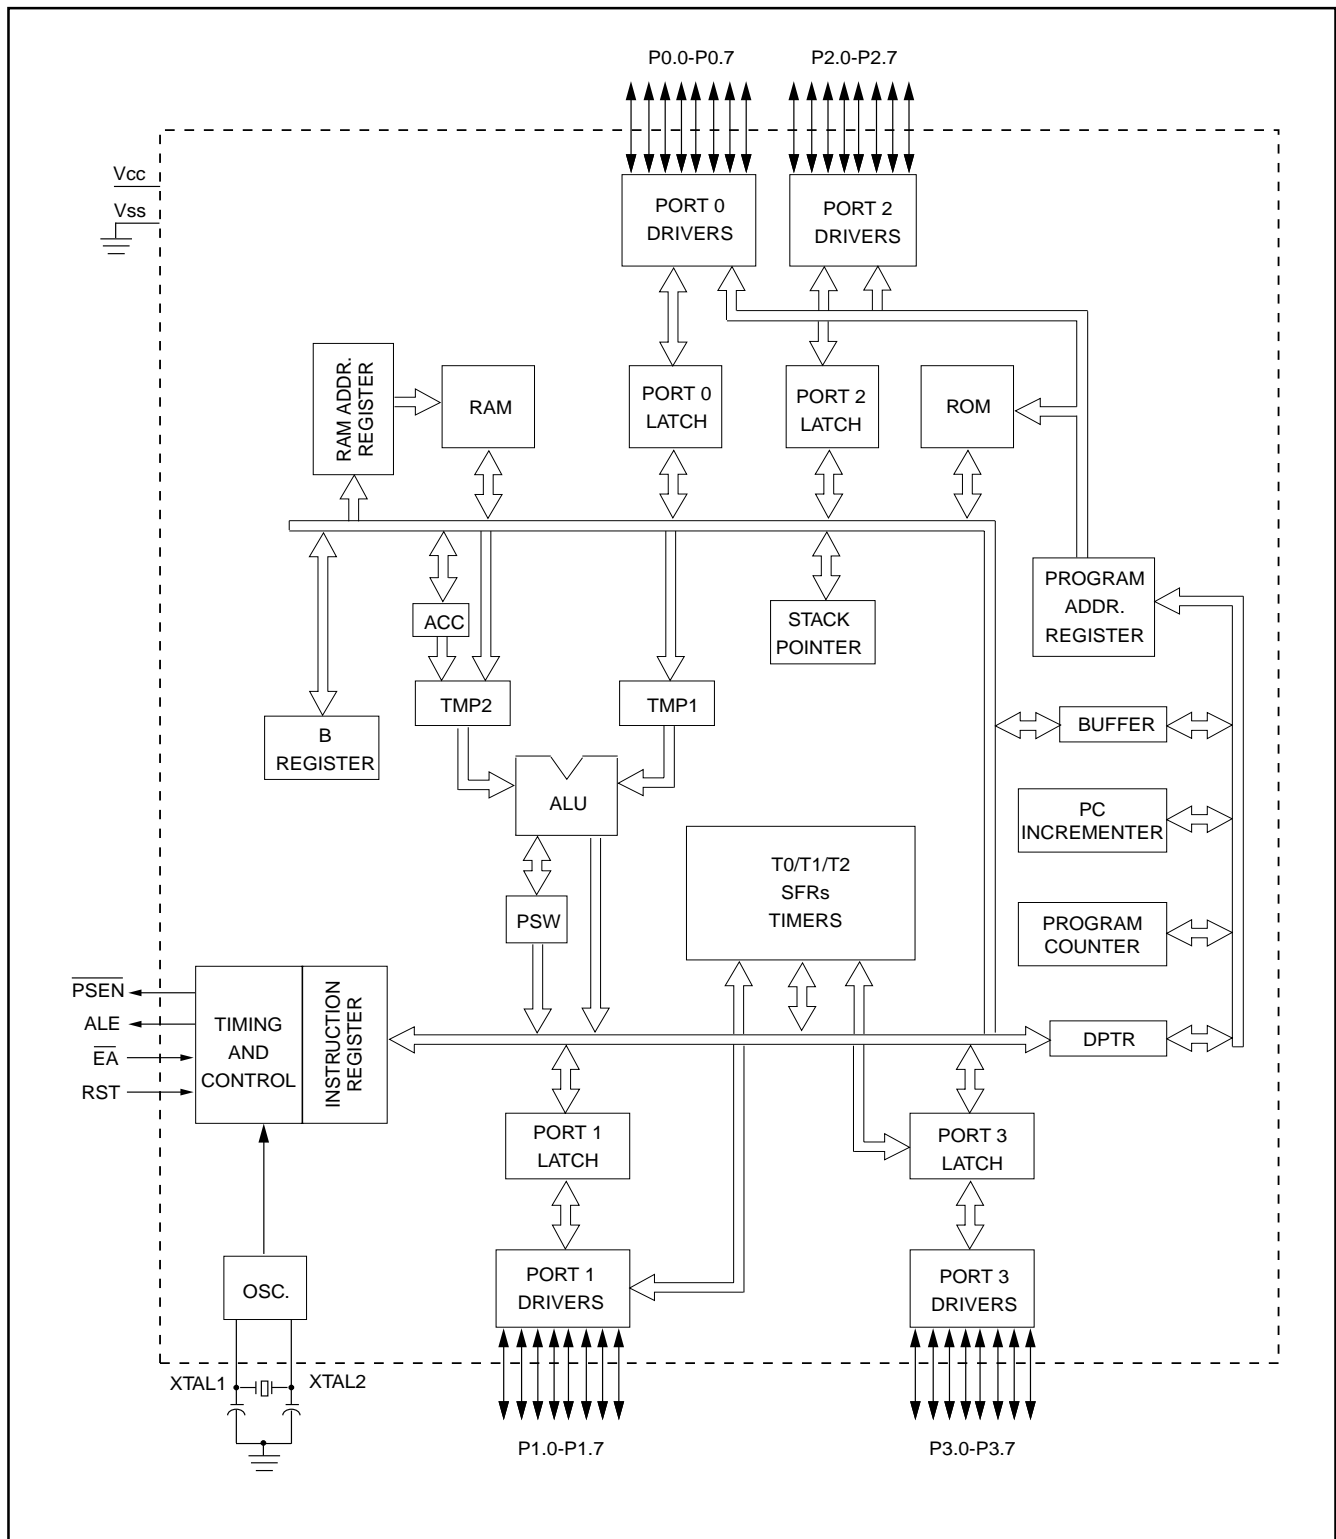 P0.0-P0.7
P2.0-P2.7
Vcc
Vss
PORT 0
DRIVERS
PORT 2
DRIVERS
RAM ADDR.
REGISTER
RAM
PORT 0
LATCH
PORT 2
LATCH
ROM
PROGRAM
ADDR.
REGISTER
ACC
STACK
POINTER
TMP2
TMP1
B
REGISTER
BUFFER
ALU
PC
INCREMENTER
T0/T1/T2
SFRs
TIMERS
PSW
PROGRAM
COUNTER
PSEN
ALE
EA
RST
TIMING
AND
CONTROL
INSTRUCTION
REGISTER
DPTR
PORT 1
LATCH
PORT 3
LATCH
OSC.
PORT 1
DRIVERS
PORT 3
DRIVERS
XTAL1
XTAL2
P1.0-P1.7
P3.0-P3.7